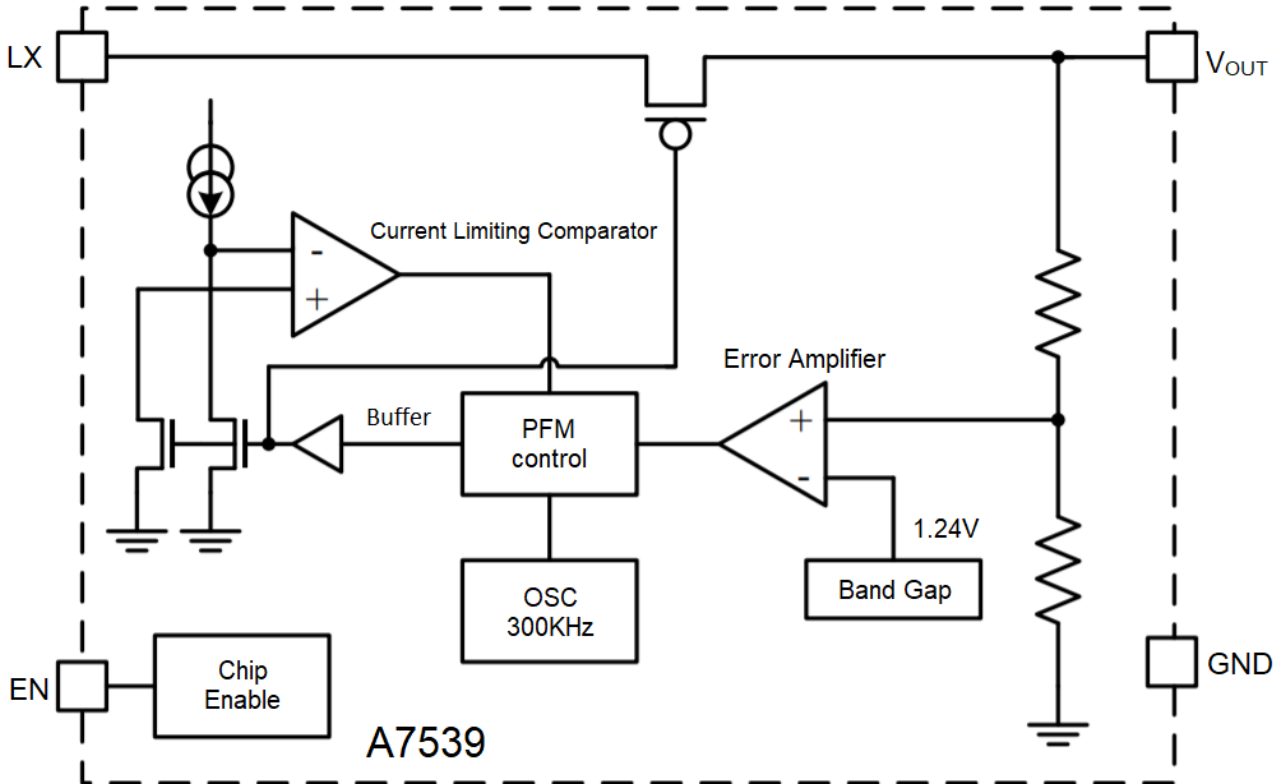 LX
VOUT
Current Limiting Comparator
-
+
Error Amplifier
Buffer
PFM
control
+
-
1.24V
OSC
300KHz
Band Gap
Chip
Enable
GND
EN
A7539